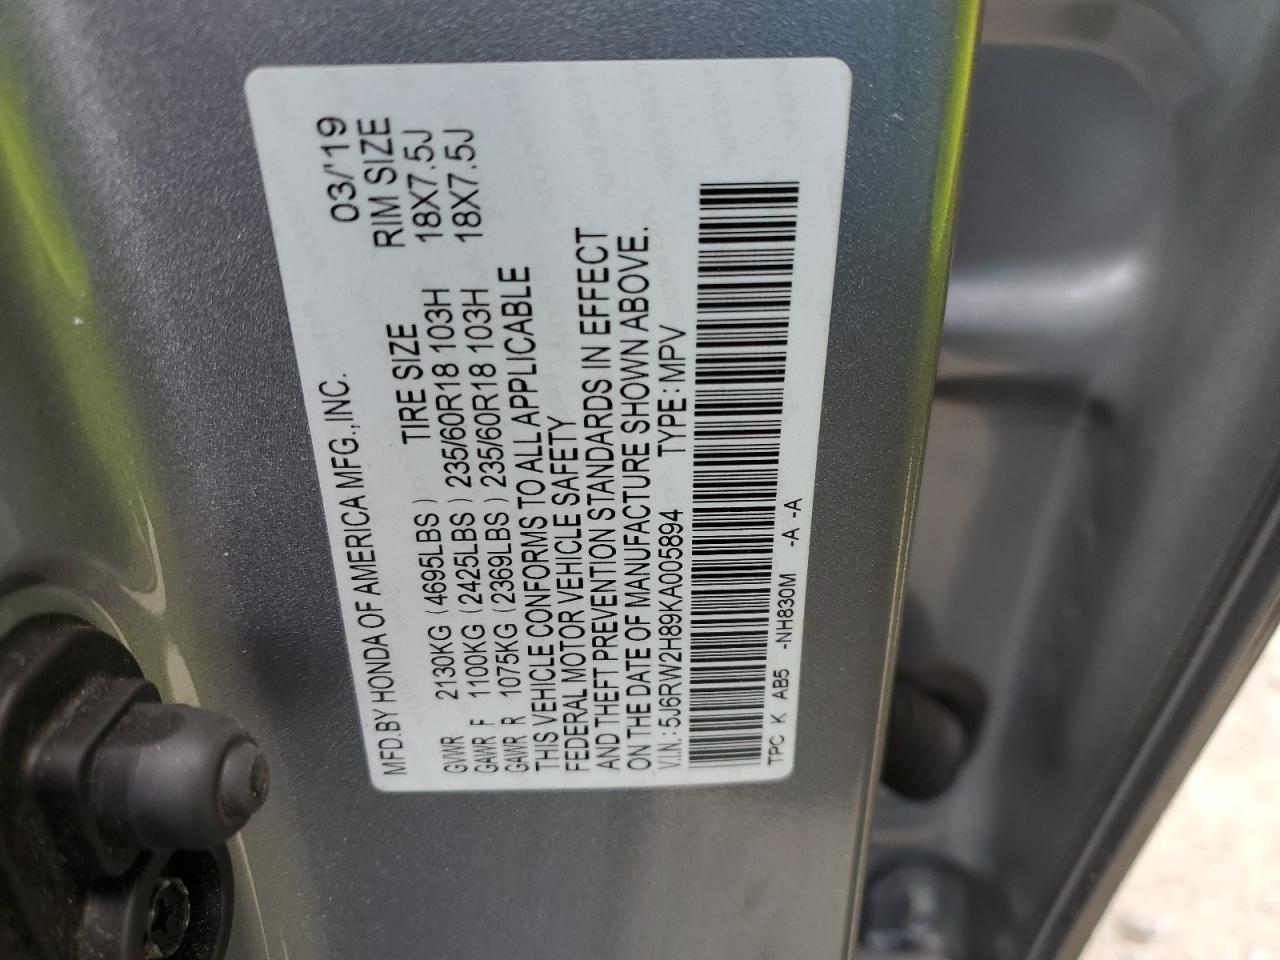 MFD.BY HONDA OF AMERICA MFG.,INC. 03/'19
TIRE SIZE RIM SIZE
GVWR 2130KG (4695LBS)
GAWR F 1100KG (2425LBS) 235/60R18 103H 18X7.5J
GAWR R 1075KG (2369LBS) 235/60R18 103H 18X7.5J
THIS VEHICLE CONFORMS TO ALL APPLICABLE
FEDERAL MOTOR VEHICLE SAFETY
AND THEFT PREVENTION STANDARDS IN EFFECT
ON THE DATE OF MANUFACTURE SHOWN ABOVE.
V.I.N.: 5J6RW2H89KA005894 TYPE : MPV
TPC K AB5 -NH830M -A -A